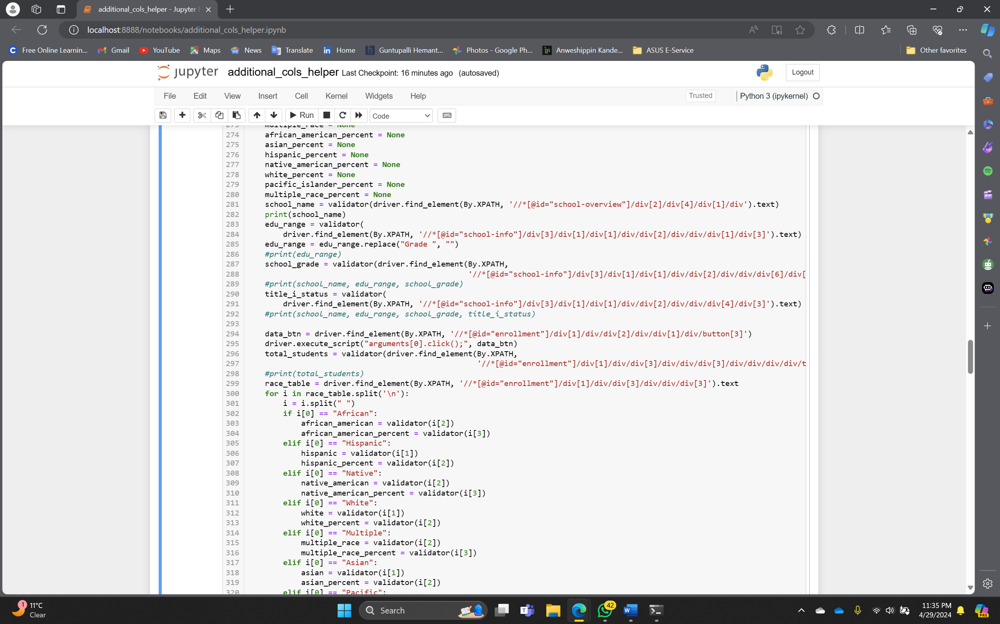 additional_cols_helper - Jupyter
localhost:8888/notebooks/additional_cols_helper.ipynb
Free Online Learnin... Gmail YouTube Maps News Translate Home Guntupalli Hemant... Photos - Google Ph... Anweshippin Kande... ASUS E-Service Other favorites
jupyter additional_cols_helper Last Checkpoint: 16 minutes ago (autosaved) Logout
File Edit View Insert Cell Kernel Widgets Help Trusted Python 3 (ipykernel)
Run Code
273 multiple_race = None
274 african_american_percent = None
275 asian_percent = None
276 hispanic_percent = None
277 native_american_percent = None
278 white_percent = None
279 pacific_islander_percent = None
280 multiple_race_percent = None
281 school_name = validator(driver.find_element(By.XPATH, '//*[@id="school-overview"]/div[2]/div[4]/div[1]/div').text)
282 print(school_name)
283 edu_range = validator(
284 driver.find_element(By.XPATH, '//*[@id="school-info"]/div[3]/div[1]/div[1]/div/div[2]/div/div/div[1]/div[3]').text)
285 edu_range = edu_range.replace("Grade ", "")
286 #print(edu_range)
287 school_grade = validator(driver.find_element(By.XPATH,
288 '//*[@id="school-info"]/div[3]/div[1]/div[1]/div/div[2]/div/div/div[6]/div[
289 #print(school_name, edu_range, school_grade)
290 title_i_status = validator(
291 driver.find_element(By.XPATH, '//*[@id="school-info"]/div[3]/div[1]/div[1]/div/div[2]/div/div/div[4]/div[3]').text)
292 #print(school_name, edu_range, school_grade, title_i_status)
293
294 data_btn = driver.find_element(By.XPATH, '//*[@id="enrollment"]/div[1]/div/div[2]/div/div[1]/div/button[3]')
295 driver.execute_script("arguments[0].click();", data_btn)
296 total_students = validator(driver.find_element(By.XPATH,
297 '//*[@id="enrollment"]/div[1]/div/div[3]/div/div/div[3]/div/div/div/div/t
298 #print(total_students)
299 race_table = driver.find_element(By.XPATH, '//*[@id="enrollment"]/div[1]/div/div[3]/div/div/div[3]').text
300 for i in race_table.split('\n'):
301 i = i.split(" ")
302 if i[0] == "African":
303 african_american = validator(i[2])
304 african_american_percent = validator(i[3])
305 elif i[0] == "Hispanic":
306 hispanic = validator(i[1])
307 hispanic_percent = validator(i[2])
308 elif i[0] == "Native":
309 native_american = validator(i[2])
310 native_american_percent = validator(i[3])
311 elif i[0] == "White":
312 white = validator(i[1])
313 white_percent = validator(i[2])
314 elif i[0] == "Multiple":
315 multiple_race = validator(i[2])
316 multiple_race_percent = validator(i[3])
317 elif i[0] == "Asian":
318 asian = validator(i[1])
319 asian_percent = validator(i[2])
320 elif i[0] == "Pacific":
1 11°C
Clear
Search
42
PRE
11:35 PM
4/29/2024